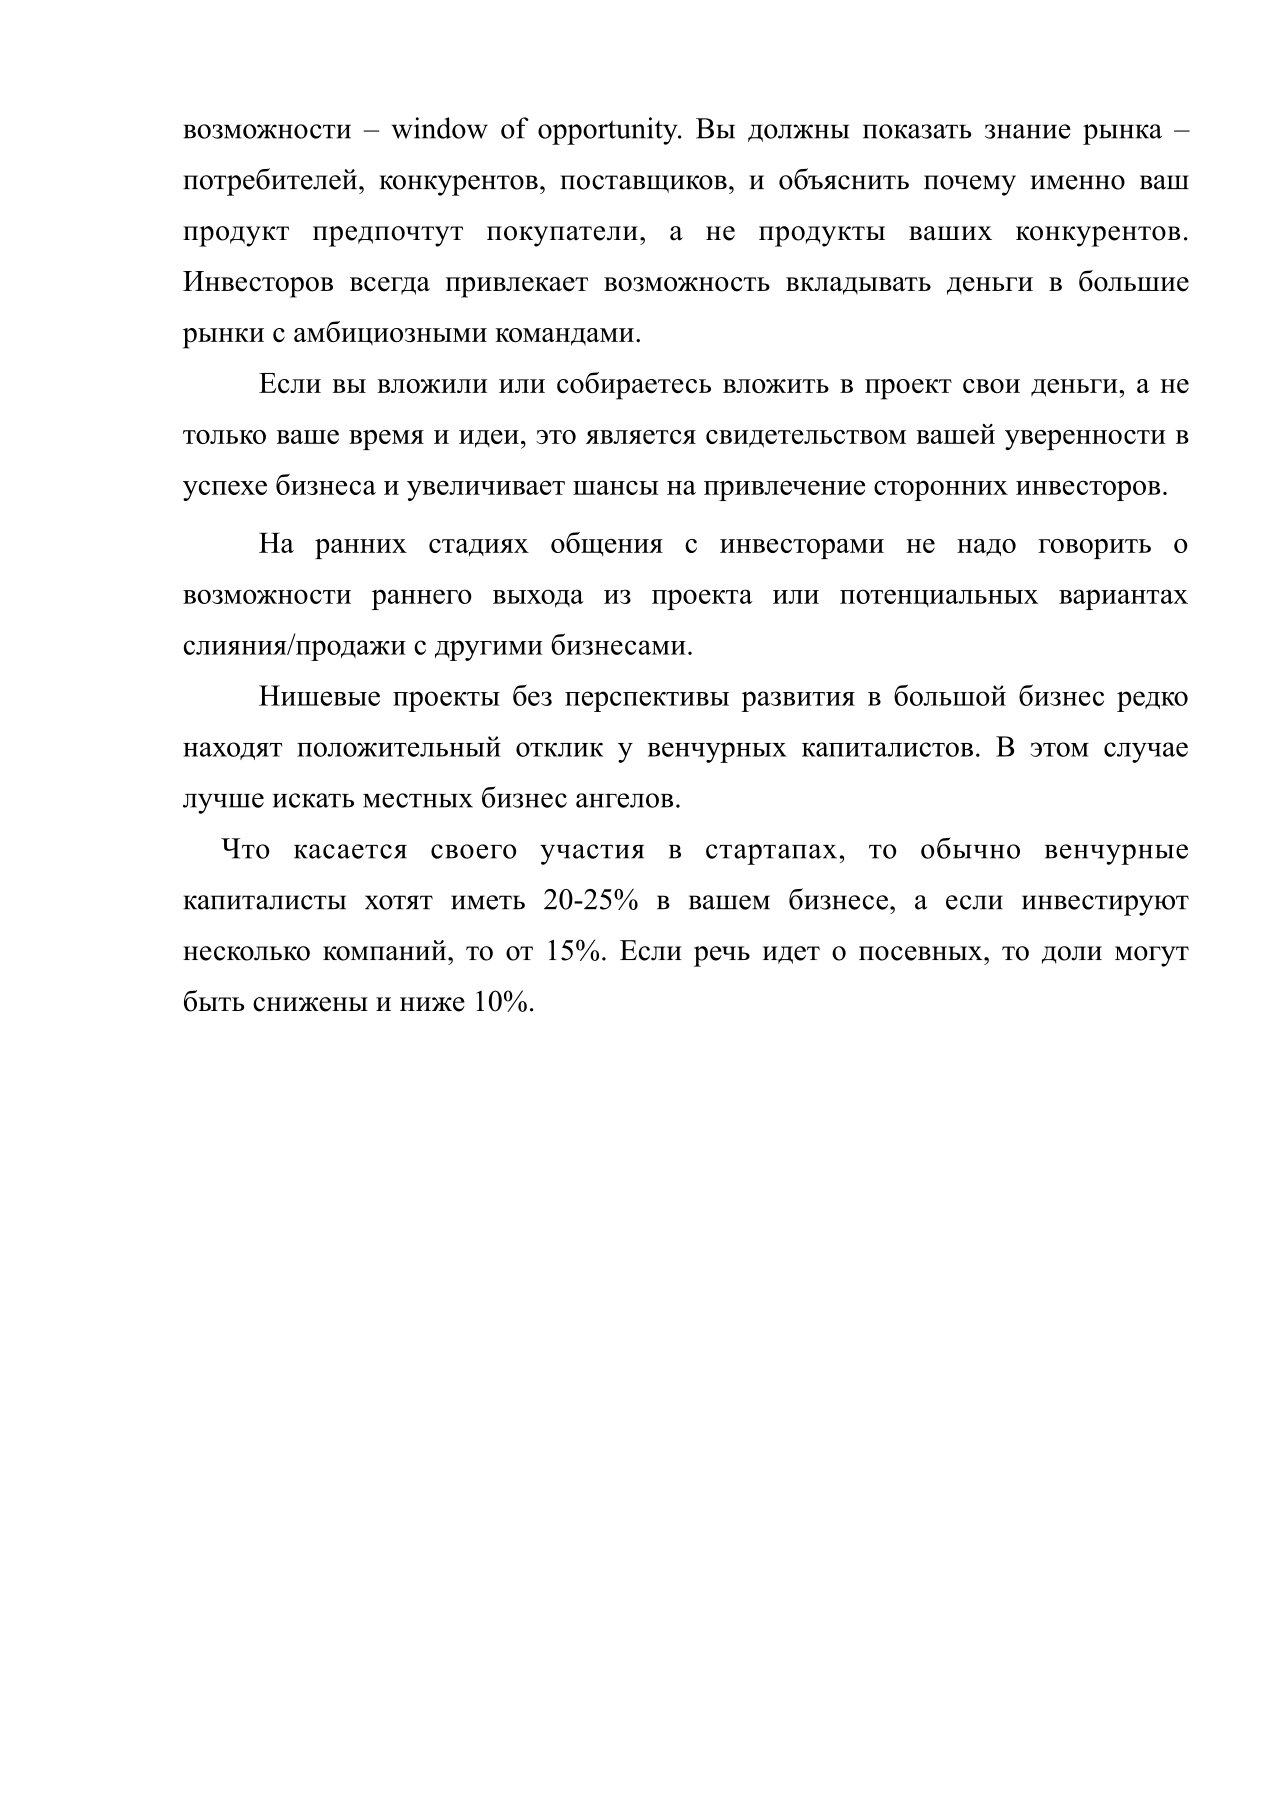 возможности – window of opportunity. Вы должны показать знание рынка –
потребителей, конкурентов, поставщиков, и объяснить почему именно ваш
продукт предпочтут покупатели, а не продукты ваших конкурентов.
Инвесторов всегда привлекает возможность вкладывать деньги в большие
рынки с амбициозными командами.
Если вы вложили или собираетесь вложить в проект свои деньги, а не
только ваше время и идеи, это является свидетельством вашей уверенности в
успехе бизнеса и увеличивает шансы на привлечение сторонних инвесторов.
На ранних стадиях общения с инвесторами не надо говорить о
возможности раннего выхода из проекта или потенциальных вариантах
слияния/продажи с другими бизнесами.
Нишевые проекты без перспективы развития в большой бизнес редко
находят положительный отклик у венчурных капиталистов. В этом случае
лучше искать местных бизнес ангелов.
Что касается своего участия в стартапах, то обычно венчурные
капиталисты хотят иметь 20-25% в вашем бизнесе, а если инвестируют
несколько компаний, то от 15%. Если речь идет о посевных, то доли могут
быть снижены и ниже 10%.